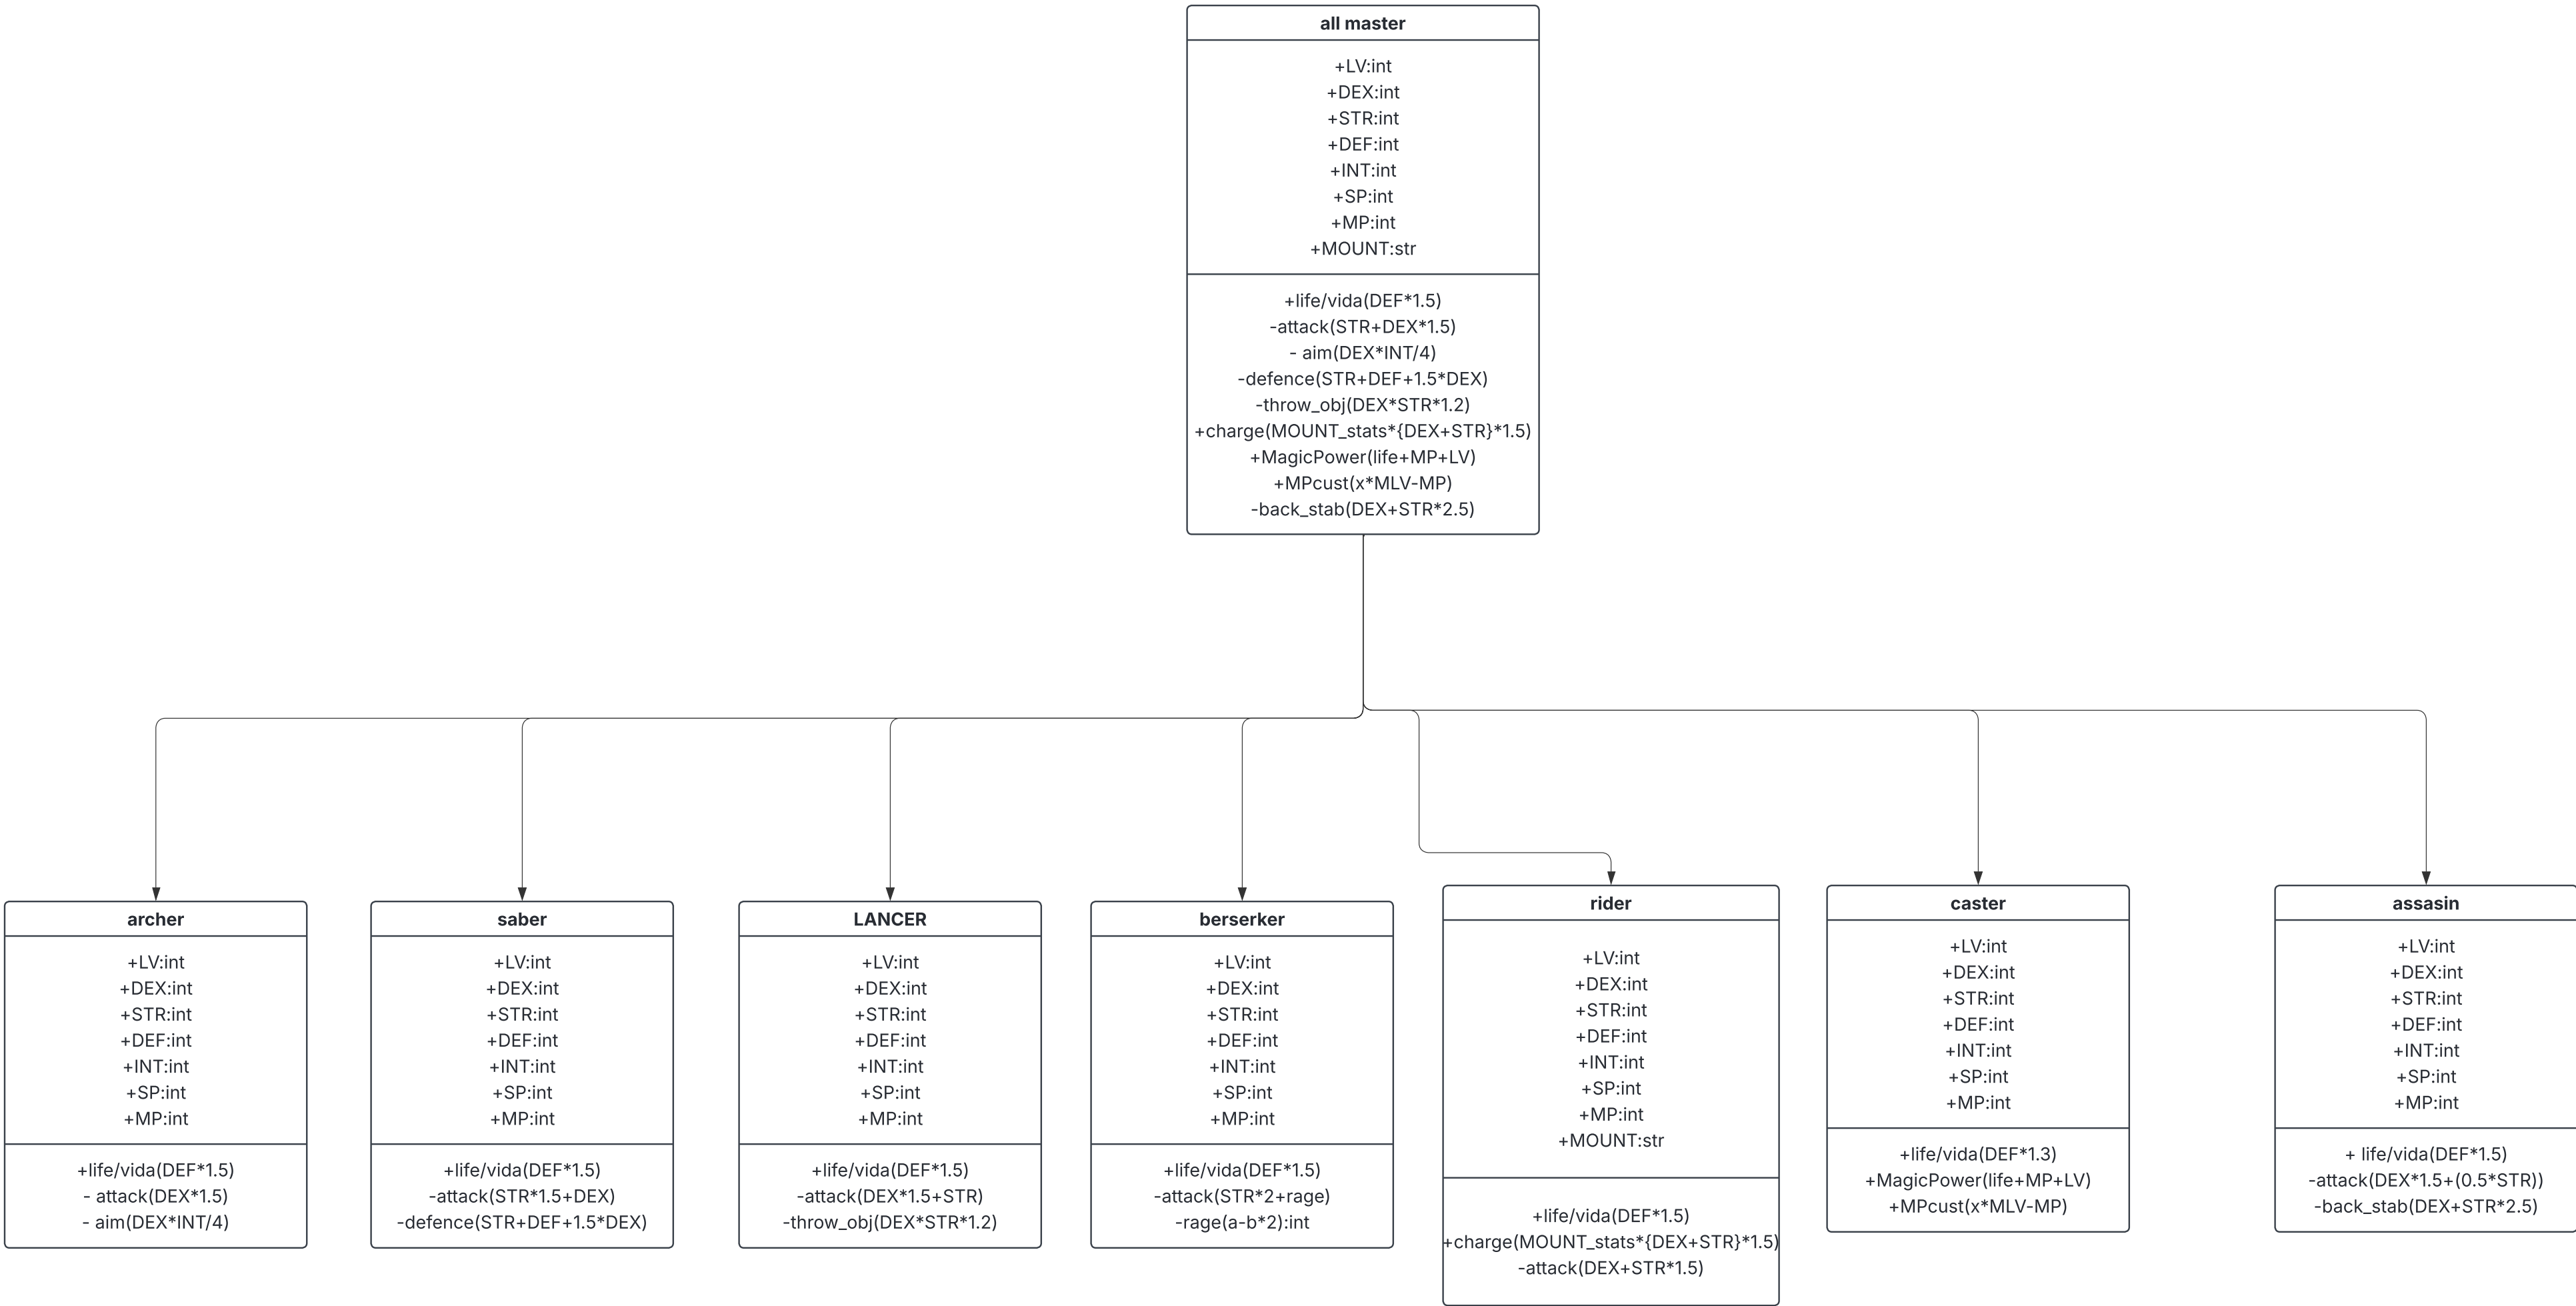 all master
+LV:int
+DEX:int
+STR:int
+DEF:int
+INT:int
+SP:int
+MP:int
+MOUNT:str
+life/vida(DEF*1.5)
-attack(STR+DEX*1.5)
- aim(DEX*INT/4)
-defence(STR+DEF+1.5*DEX)
-throw_obj(DEX*STR*1.2)
+charge(MOUNT_stats*{DEX+STR}*1.5)
+MagicPower(life+MP+LV)
+MPcust(x*MLV-MP)
-back_stab(DEX+STR*2.5)
archer
+LV:int
+DEX:int
+STR:int
+DEF:int
+INT:int
+SP:int
+MP:int
+life/vida(DEF*1.5)
- attack(DEX*1.5)
- aim(DEX*INT/4)
saber
+LV:int
+DEX:int
+STR:int
+DEF:int
+INT:int
+SP:int
+MP:int
+life/vida(DEF*1.5)
-attack(STR*1.5+DEX)
-defence(STR+DEF+1.5*DEX)
LANCER
+LV:int
+DEX:int
+STR:int
+DEF:int
+INT:int
+SP:int
+MP:int
+life/vida(DEF*1.5)
-attack(DEX*1.5+STR)
-throw_obj(DEX*STR*1.2)
berserker
+LV:int
+DEX:int
+STR:int
+DEF:int
+INT:int
+SP:int
+MP:int
+life/vida(DEF*1.5)
-attack(STR*2+rage)
-rage(a-b*2):int
rider
+LV:int
+DEX:int
+STR:int
+DEF:int
+INT:int
+SP:int
+MP:int
+MOUNT:str
+life/vida(DEF*1.5)
+charge(MOUNT_stats*{DEX+STR}*1.5)
-attack(DEX+STR*1.5)
caster
+LV:int
+DEX:int
+STR:int
+DEF:int
+INT:int
+SP:int
+MP:int
+life/vida(DEF*1.3)
+MagicPower(life+MP+LV)
+MPcust(x*MLV-MP)
assasin
+LV:int
+DEX:int
+STR:int
+DEF:int
+INT:int
+SP:int
+MP:int
+ life/vida(DEF*1.5)
-attack(DEX*1.5+(0.5*STR))
-back_stab(DEX+STR*2.5)